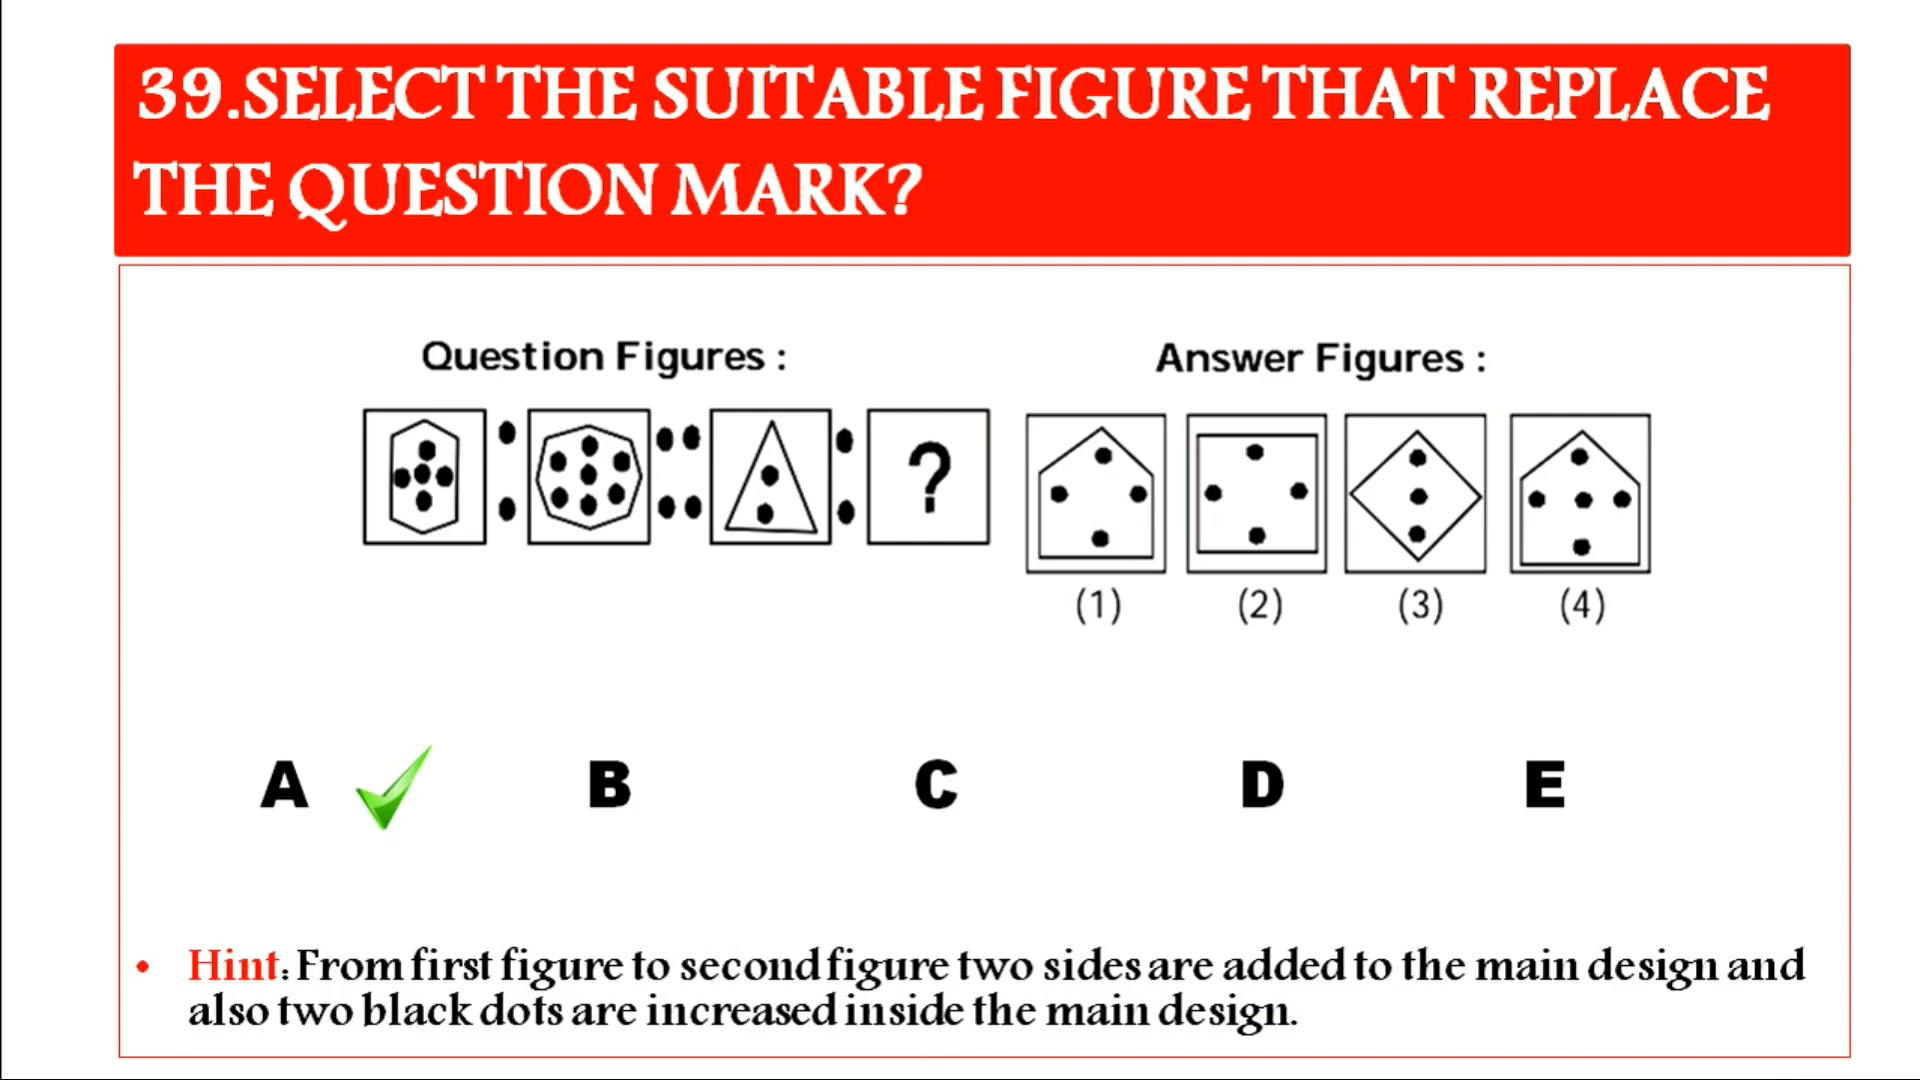 39.SELECT THE SUITABLE FIGURE THAT REPLACE
THE QUESTION MARK?
Question Figures :
Answer Figures :
?
(1) (2) (3) (4)
A B C D E
• Hint: From first figure to second figure two sides are added to the main design and
also two black dots are increased inside the main design.